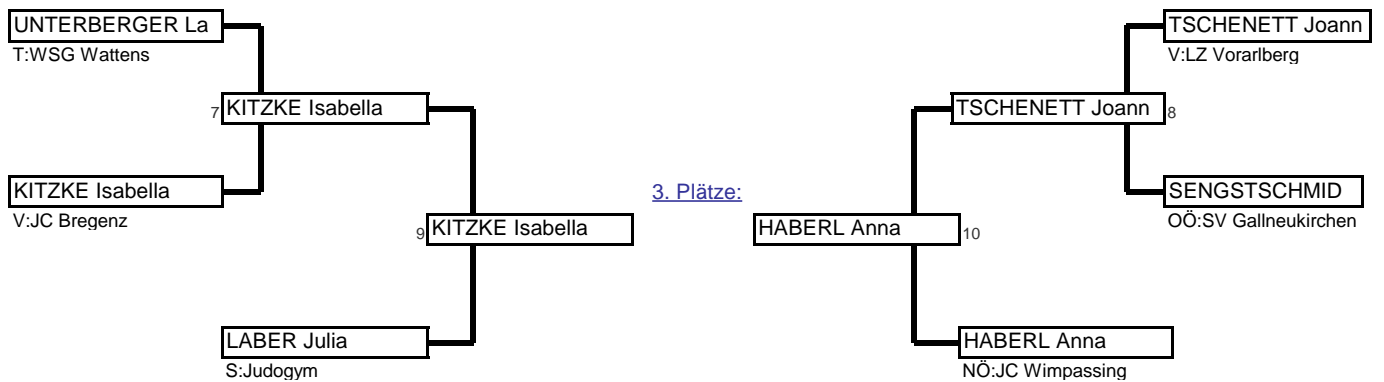 UNTERBERGER La
T:WSG Wattens
7 KITZKE Isabella
KITZKE Isabella
V:JC Bregenz
9 KITZKE Isabella
LABER Julia
S:Judogym
3. Plätze:
TSCHENETT Joann
V:LZ Vorarlberg
TSCHENETT Joann 8
SENGSTSCHMID
OÖ:SV Gallneukirchen
HABERL Anna 10
HABERL Anna
NÖ:JC Wimpassing